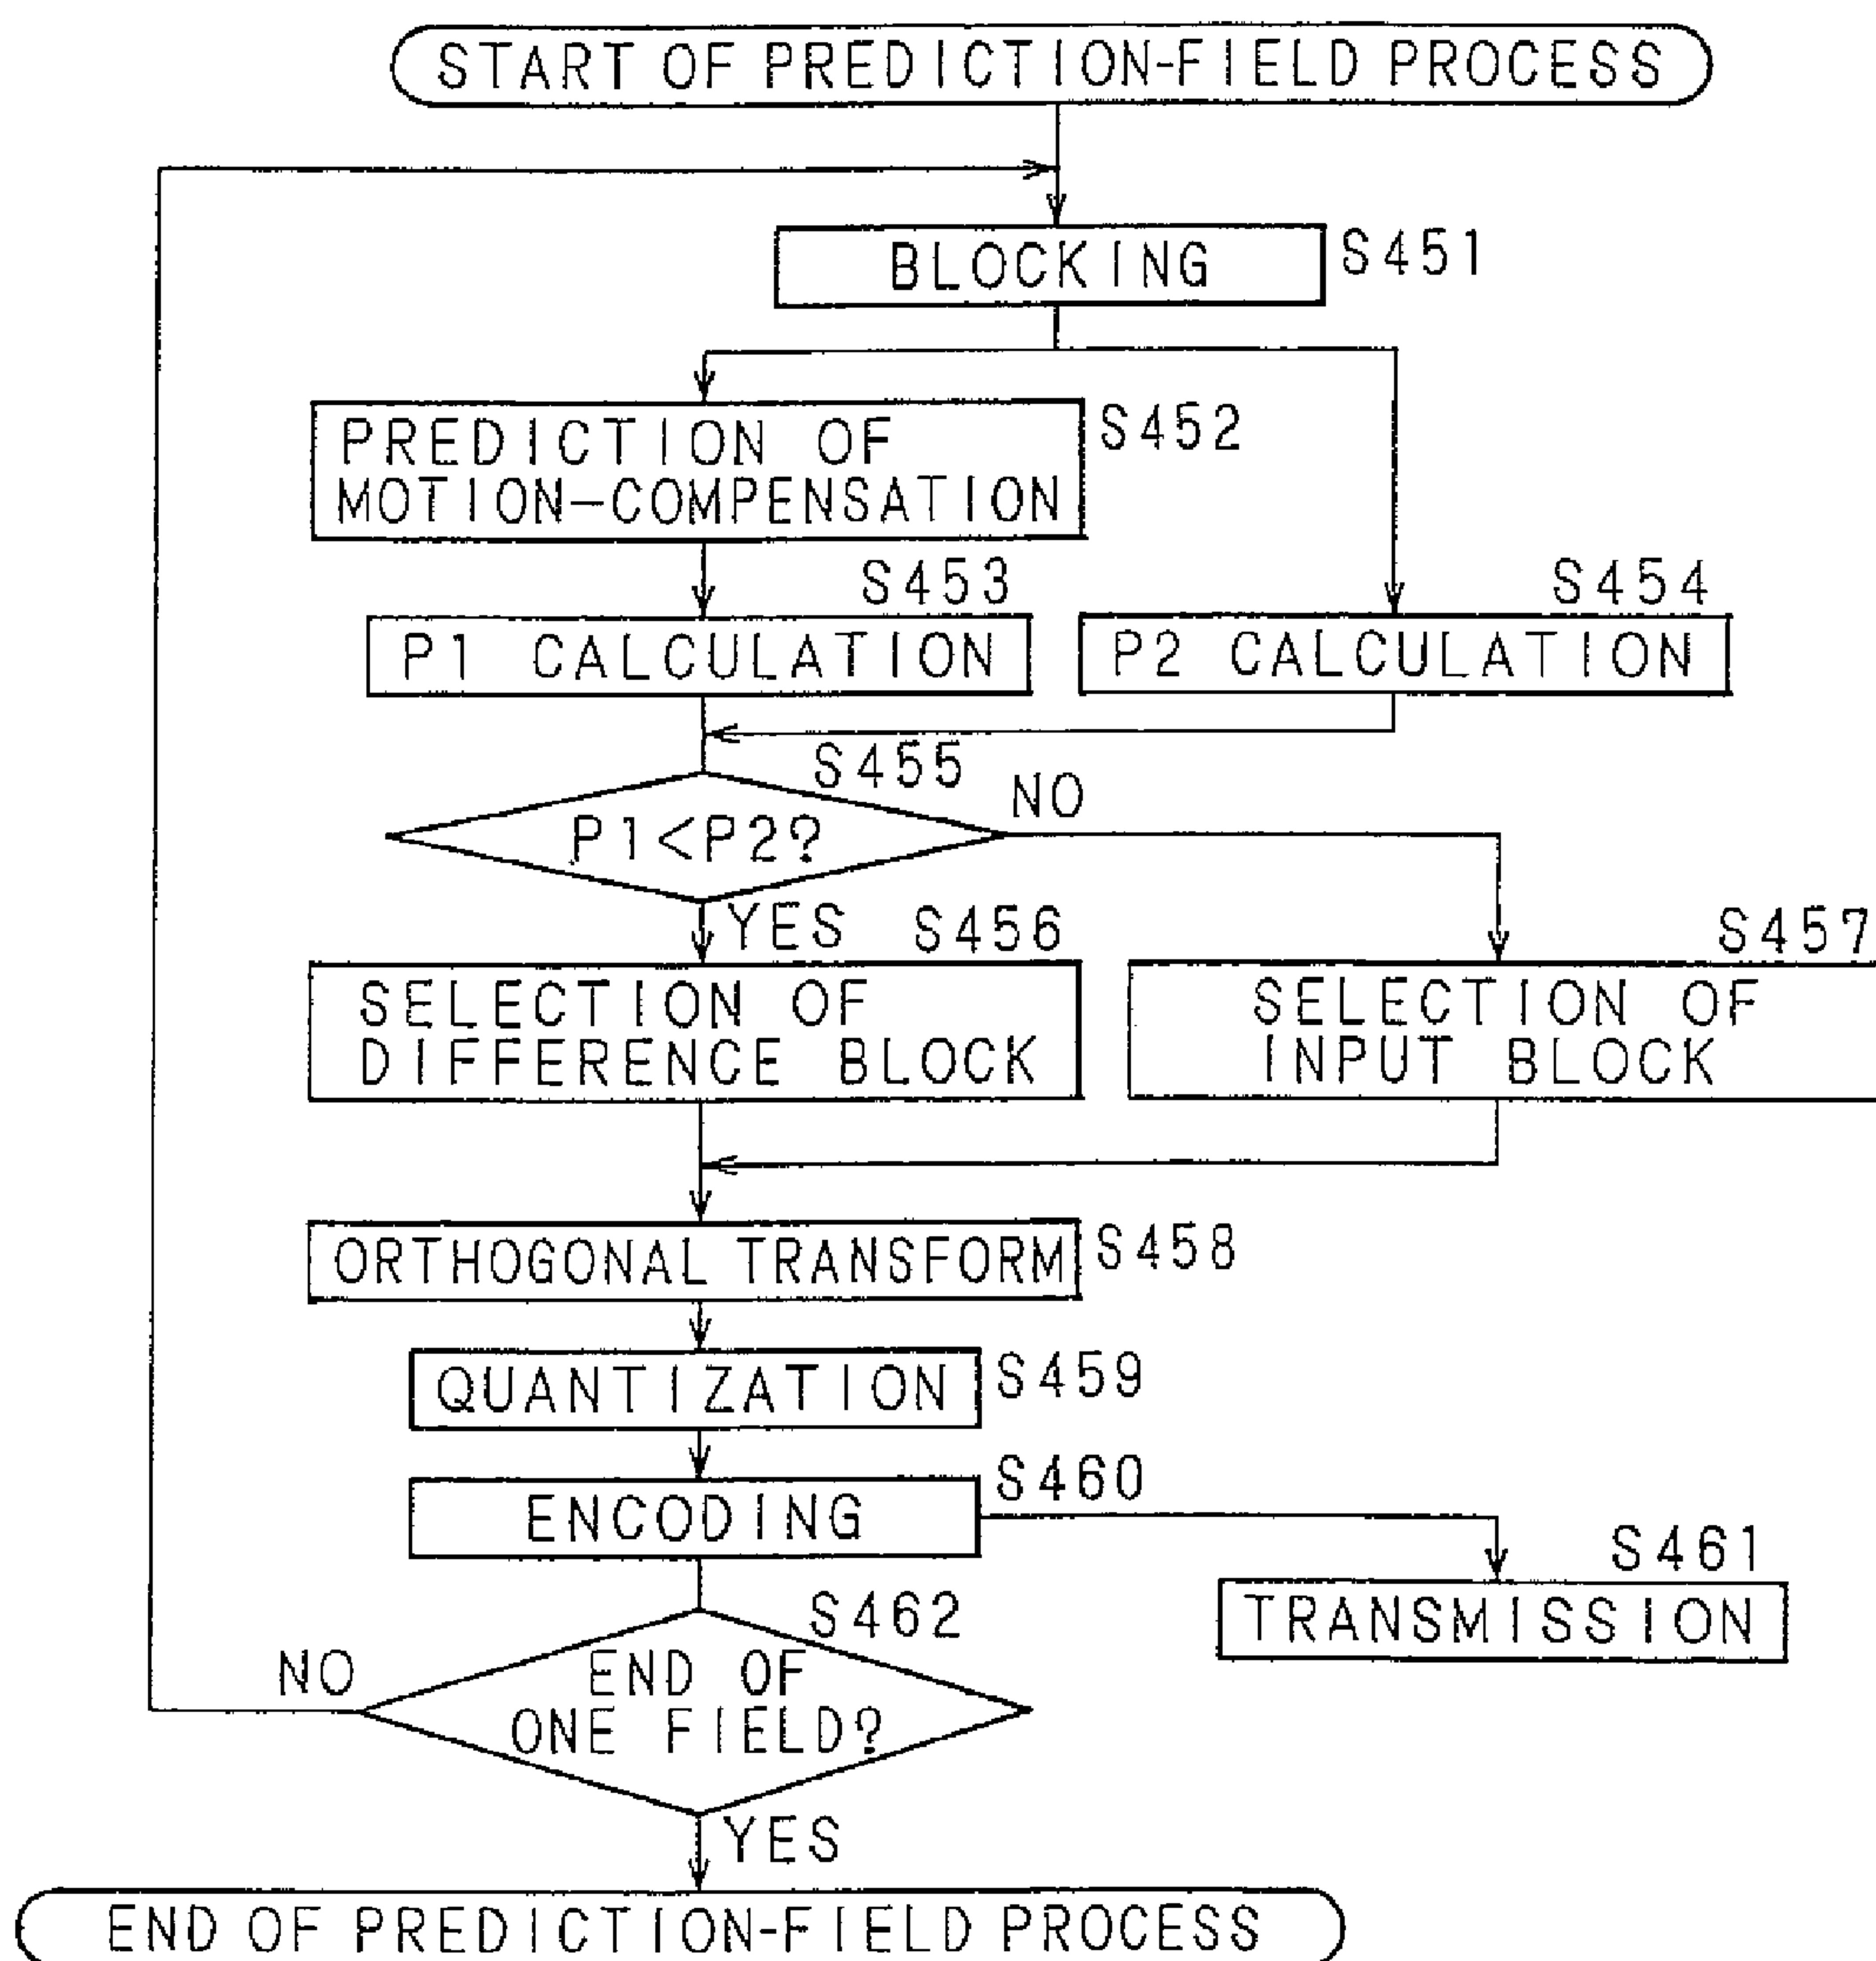 START OF PREDICTION-FIELD PROCESS
BLOCKING
S451
PREDICTION OF
MOTION-COMPENSATION
S452
S453
P1 CALCULATION
S454
P2 CALCULATION
S455
P1<P2?
NO
YES
S456
SELECTION OF
DIFFERENCE BLOCK
S457
SELECTION OF
INPUT BLOCK
ORTHOGONAL TRANSFORM
S458
QUANTIZATION
S459
ENCODING
S460
S461
TRANSMISSION
S462
END OF
ONE FIELD?
NO
YES
END OF PREDICTION-FIELD PROCESS